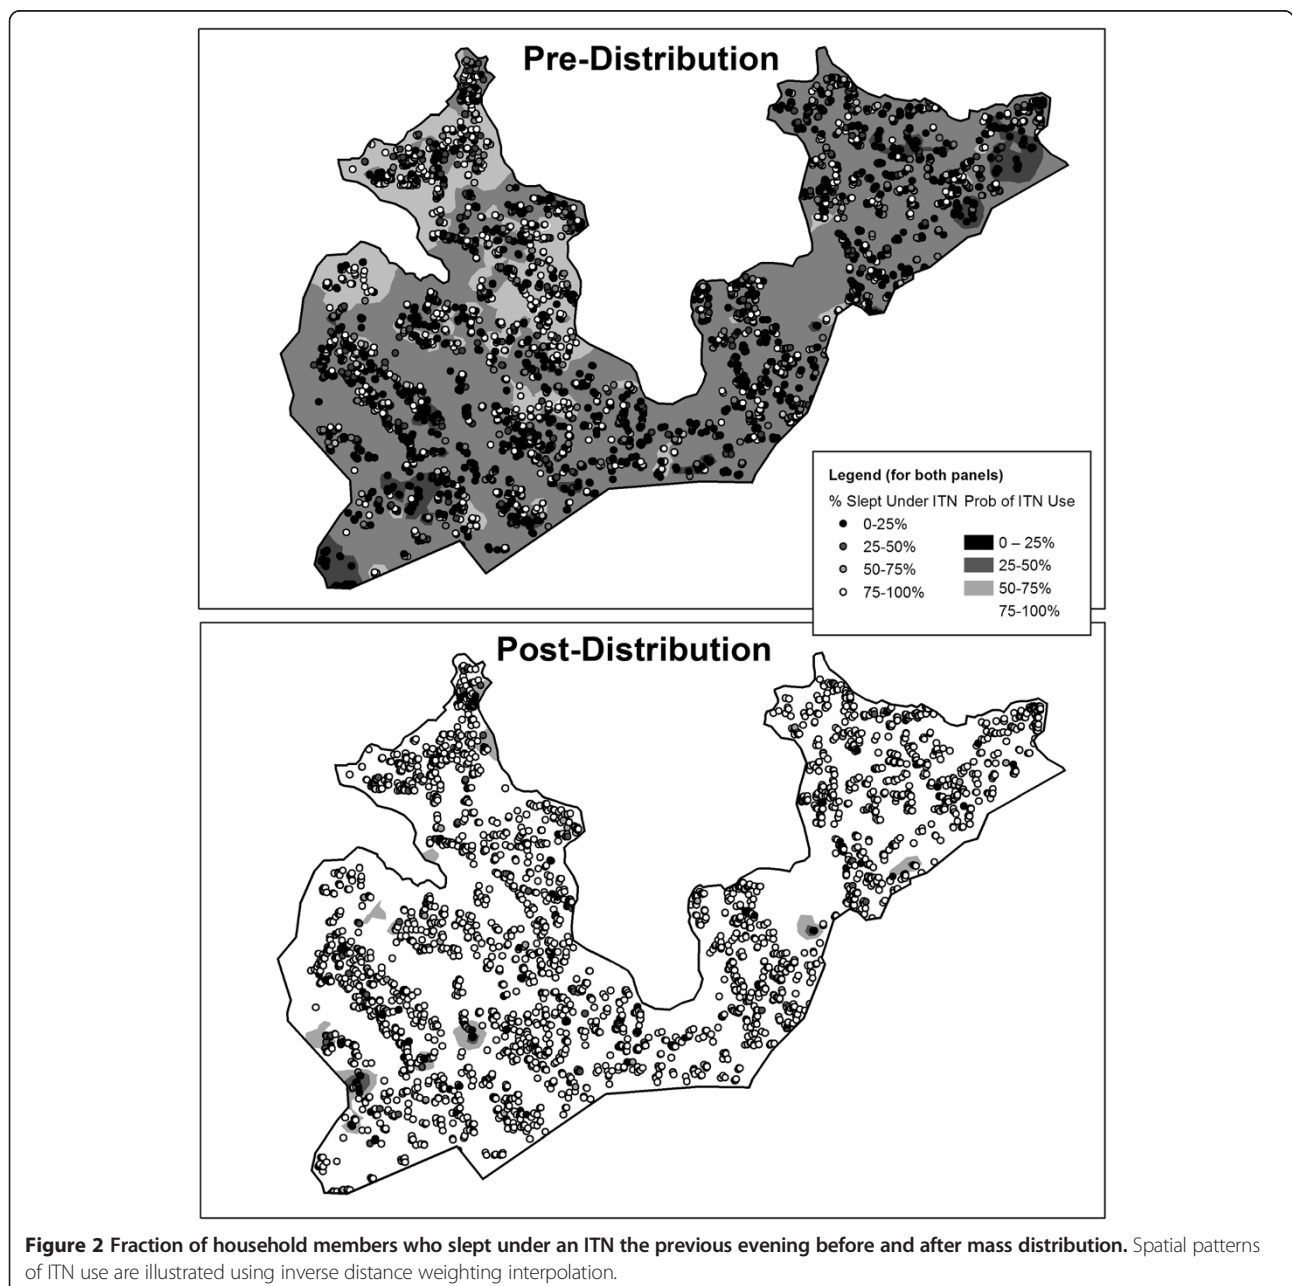 Pre-Distribution
Legend (for both panels)
% Slept Under ITN Prob of ITN Use
0-25%
25-50%
50-75%
75-100%
0 – 25%
25-50%
50-75%
75-100%
Post-Distribution
Figure 2 Fraction of household members who slept under an ITN the previous evening before and after mass distribution. Spatial patterns
of ITN use are illustrated using inverse distance weighting interpolation.